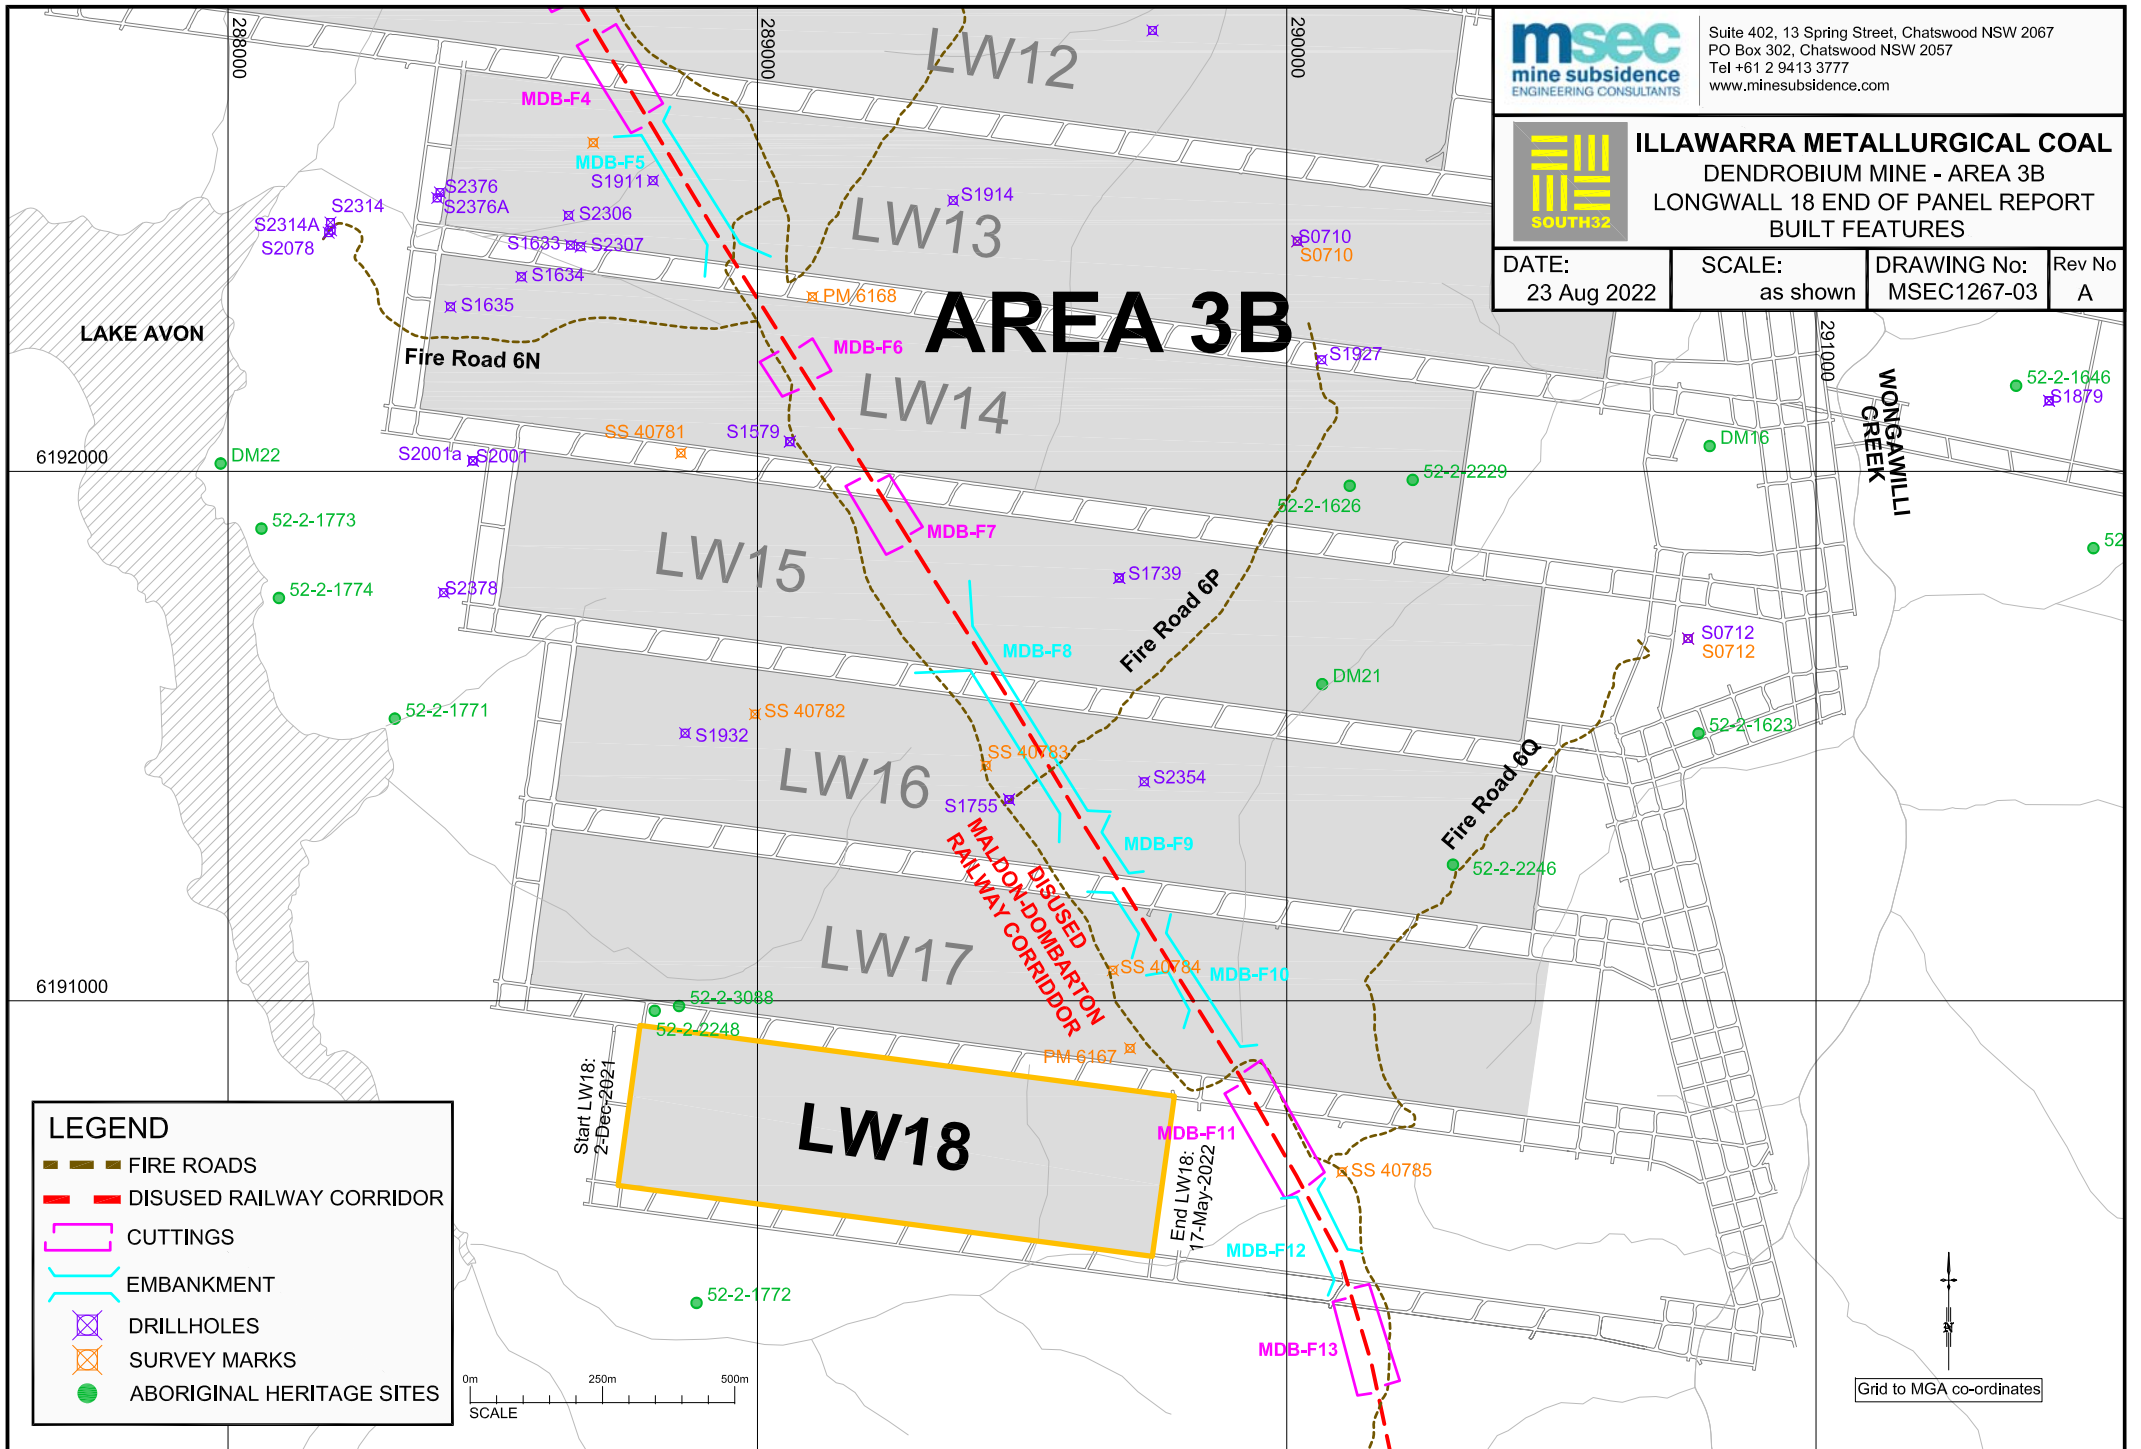 msec
mine subsidence
ENGINEERING CONSULTANTS
Suite 402, 13 Spring Street, Chatswood NSW 2067
PO Box 302, Chatswood NSW 2057
Tel +61 2 9413 3777
www.minesubsidence.com
SOUTH32
ILLAWARRA METALLURGICAL COAL
DENDROBIUM MINE - AREA 3B
LONGWALL 18 END OF PANEL REPORT
BUILT FEATURES
DATE:
23 Aug 2022
SCALE:
as shown
DRAWING No:
MSEC1267-03
Rev No
A
288000
289000
290000
291000
LW12
MDB-F4
MDB-F5
S1911
S2376
S2376A
S2314
S2314A
S2078
S2306
S1633
S2307
S1634
S1635
S1914
LW13
S0710
S0710
PM 6168
AREA 3B
LAKE AVON
Fire Road 6N
MDB-F6
S1927
LW14
WONGAWILLI
CREEK
52-2-1646
S1879
SS 40781
S1579
S2001a
S2001
DM16
DM22
6192000
52-2-2229
52-2-1626
52-2-1773
MDB-F7
52
LW15
S1739
52-2-1774
S2378
Fire Road 6P
S0712
S0712
MDB-F8
DM21
52-2-1771
SS 40782
S1932
52-2-1623
SS 40783
LW16
S2354
S1755
Fire Road 6Q
MDB-F9
52-2-2246
DISUSED
MALDON-DOMBARTON
RAILWAY CORRIDDOR
LW17
SS 40784
MDB-F10
6191000
52-2-3088
52-2-2248
PM 6167
Start LW18:
2-Dec-2021
LW18
MDB-F11
End LW18:
17-May-2022
SS 40785
MDB-F12
52-2-1772
MDB-F13
LEGEND
FIRE ROADS
DISUSED RAILWAY CORRIDOR
CUTTINGS
EMBANKMENT
DRILLHOLES
SURVEY MARKS
ABORIGINAL HERITAGE SITES
0m
250m
500m
SCALE
N
Grid to MGA co-ordinates